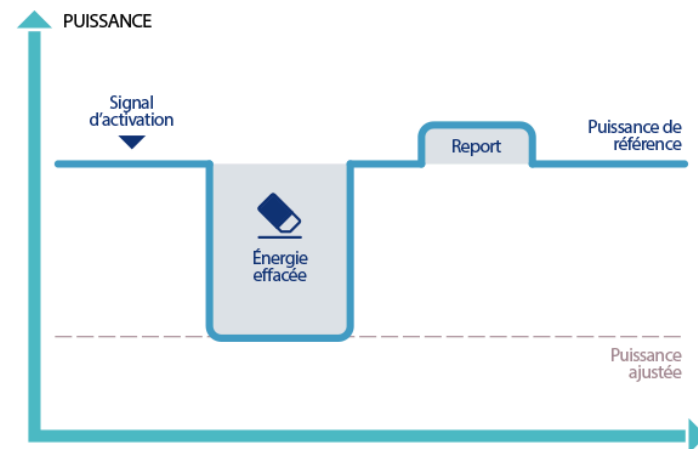 PUISSANCE
Signal
d’activation
Puissance de
référence
Report
Énergie
effacée
Puissance
ajustée